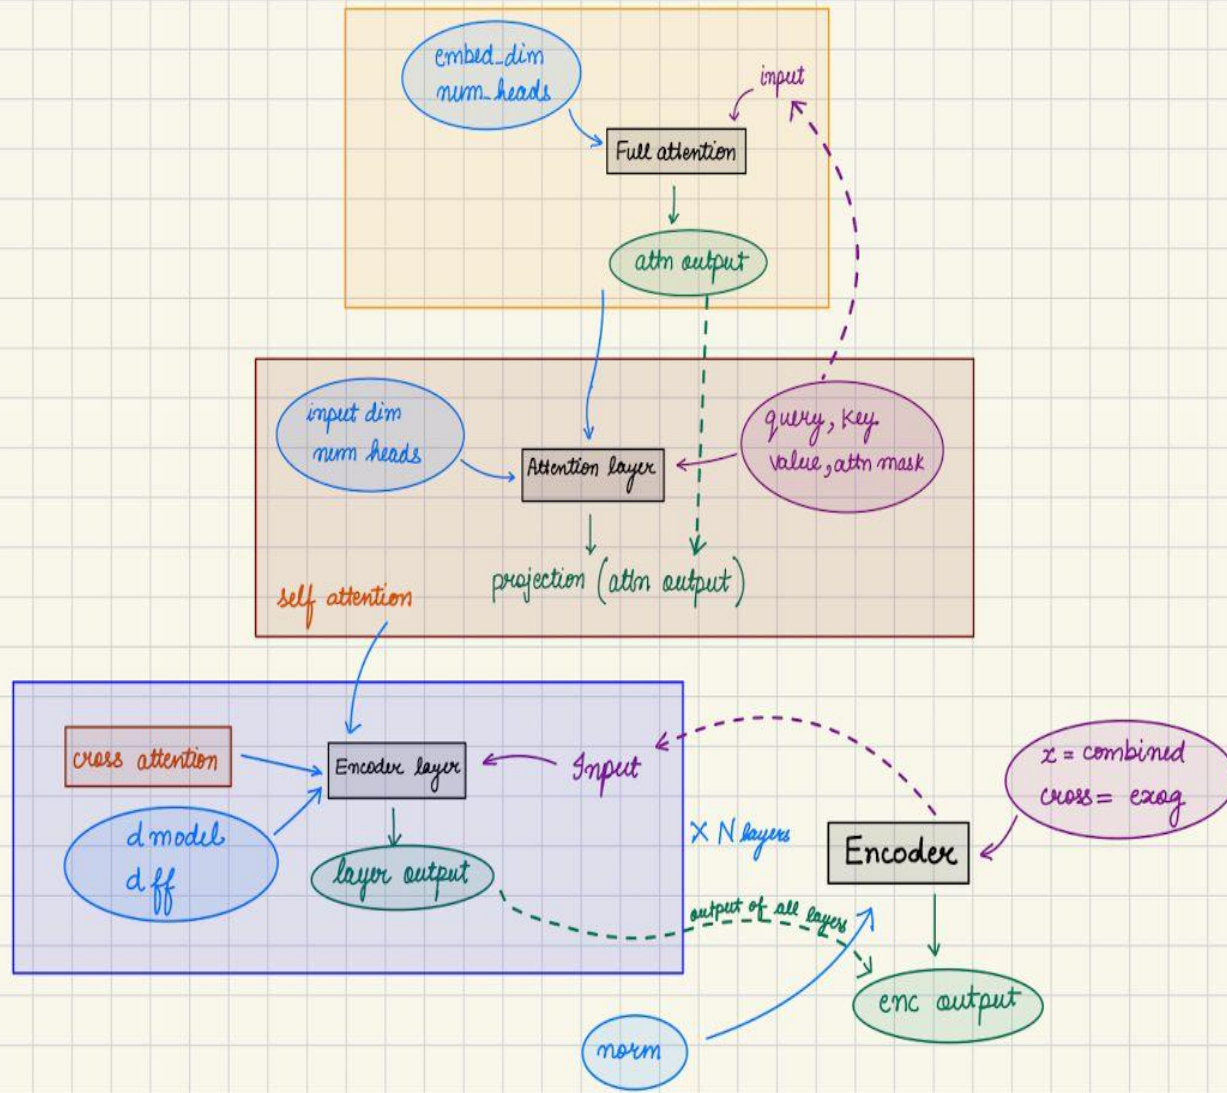 embed_dim
num_heads
input
Full attention
attn output
input dim
num heads
query, key
value, attn mask
Attention layer
projection (attn output)
self attention
cross attention
Encoder layer
Input
x = combined
cross = exog
d model
d ff
layer output
X N layers
Encoder
output of all layers
enc output
norm